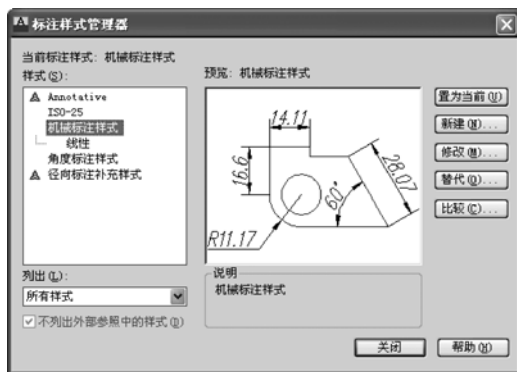 标注样式管理器
当前标注样式: 机械标注样式
样式(S):
Annotative
ISO-25
机械标注样式
线性
角度标注样式
径向标注补充样式
预览: 机械标注样式
14.11
16.6
28.07
60°
R11.17
置为当前(U)
新建(N)...
修改(M)...
替代(O)...
比较(C)...
列出(L):
所有样式
不列出外部参照中的样式(D)
说明
机械标注样式
关闭
帮助(H)